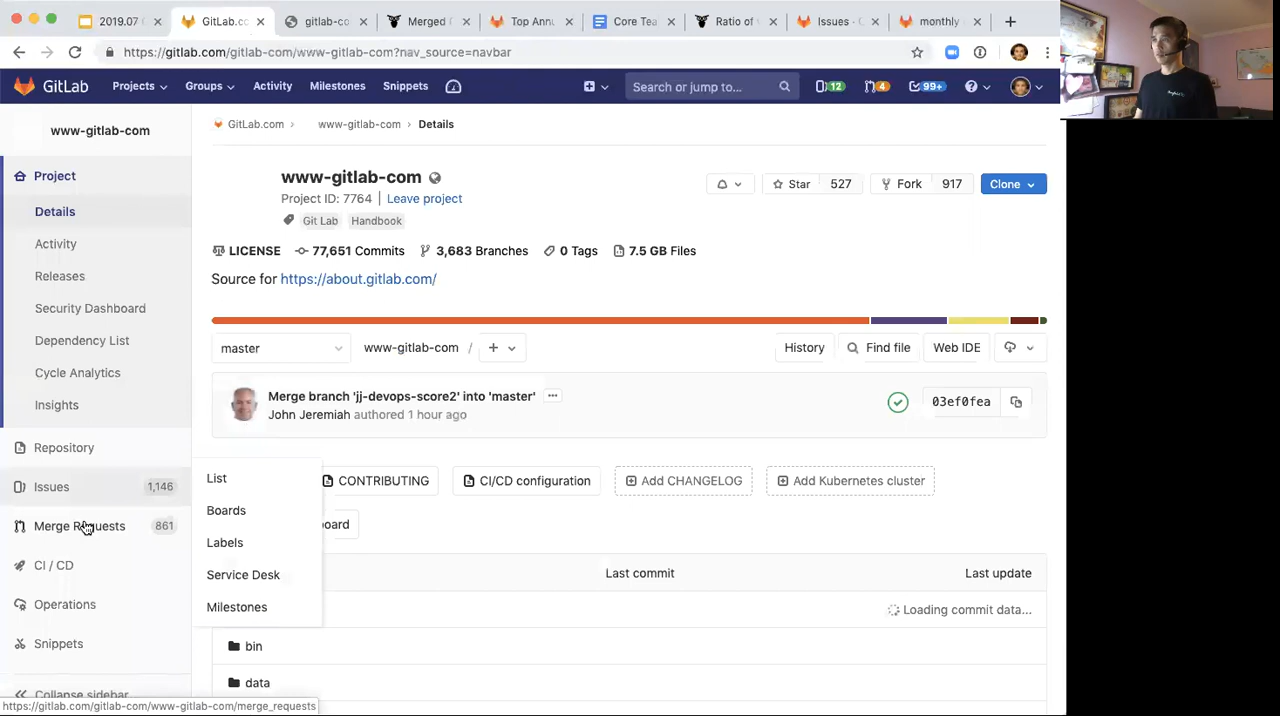 2019.07
GitLab.com
gitlab-co
Merged
Top Annu
Core Tea
Ratio of
Issues
monthly
https://gitlab.com/gitlab-com/www-gitlab-com?nav_source=navbar
GitLab
Projects
Groups
Activity
Milestones
Snippets
Search or jump to...
12
4
99+
www-gitlab-com
GitLab.com › www-gitlab-com › Details
Project
Details
Activity
Releases
Security Dashboard
Dependency List
Cycle Analytics
Insights
Repository
Issues 1,146
Merge Requests 861
CI / CD
Operations
Snippets
Collapse sidebar
List
Boards
Labels
Service Desk
Milestones
www-gitlab-com
Project ID: 7764 | Leave project
Git Lab Handbook
Star 527
Fork 917
Clone
LICENSE 77,651 Commits 3,683 Branches 0 Tags 7.5 GB Files
Source for https://about.gitlab.com/
master
www-gitlab-com /
+
History
Find file
Web IDE
Merge branch 'jj-devops-score2' into 'master'
John Jeremiah authored 1 hour ago
03ef0fea
CONTRIBUTING
CI/CD configuration
Add CHANGELOG
Add Kubernetes cluster
oard
Last commit
Last update
Loading commit data...
bin
data
https://gitlab.com/gitlab-com/www-gitlab-com/merge_requests